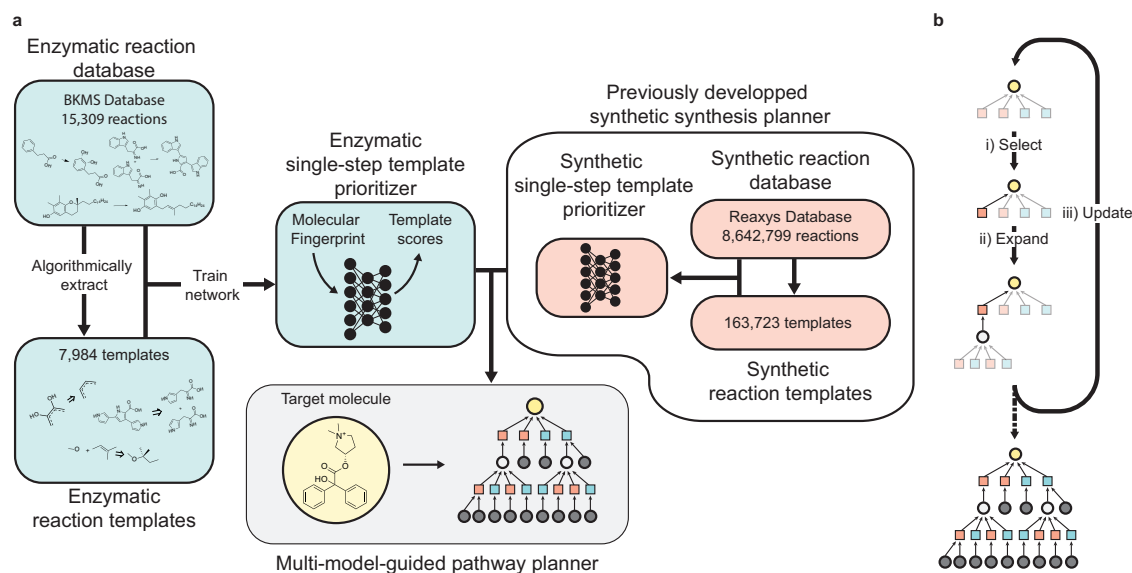 a
Enzymatic reaction
database
BKMS Database
15,309 reactions
Algorithmically
extract
Train
network
7,984 templates
Enzymatic
reaction templates
Enzymatic
single-step template
prioritizer
Molecular
Fingerprint
Template
scores
Previously developped
synthetic synthesis planner
Synthetic
single-step template
prioritizer
Synthetic reaction
database
Reaxys Database
8,642,799 reactions
163,723 templates
Synthetic
reaction templates
Target molecule
N+
O
HO
O
Multi-model-guided pathway planner
b
i) Select
ii) Expand
iii) Update